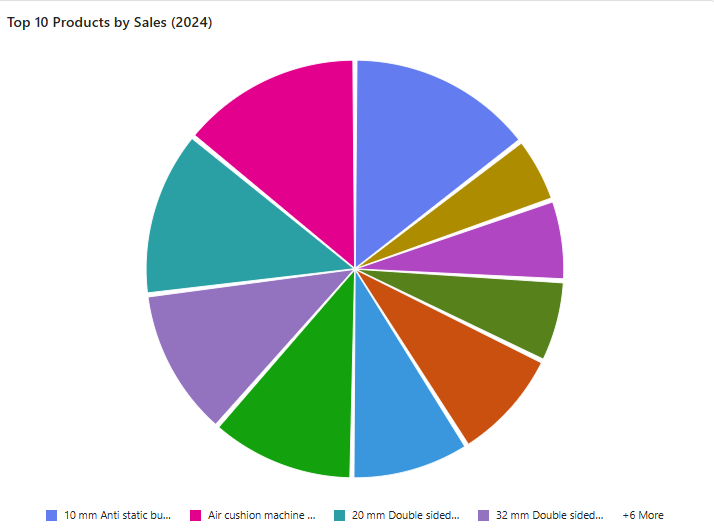 Top 10 Products by Sales (2024)
10 mm Anti static bu... Air cushion machine ... 20 mm Double sided... 32 mm Double sided... +6 More